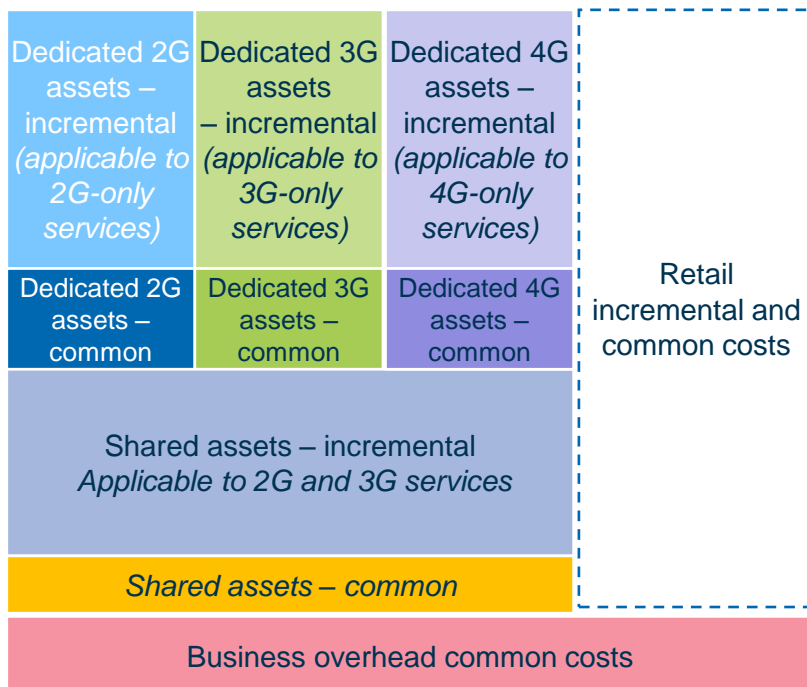 Dedicated 2G
assets –
incremental
(applicable to
2G-only
services)
Dedicated 3G
assets
– incremental
(applicable to
3G-only
services)
Dedicated 4G
assets –
incremental
(applicable to
4G-only
services)
Retail
incremental and
common costs
Dedicated 2G
assets –
common
Dedicated 3G
assets –
common
Dedicated 4G
assets –
common
Shared assets – incremental
Applicable to 2G and 3G services
Shared assets – common
Business overhead common costs